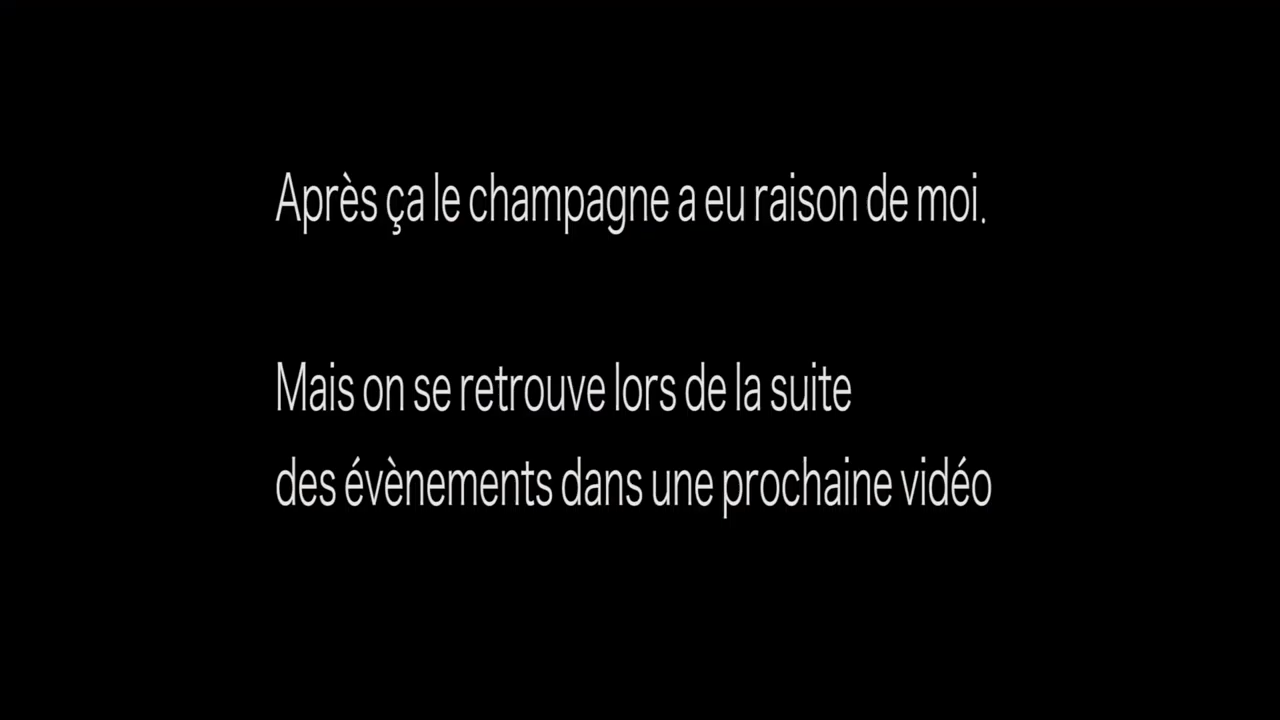 Après ça le champagne a eu raison de moi.
Mais on se retrouve lors de la suite
des évènements dans une prochaine vidéo